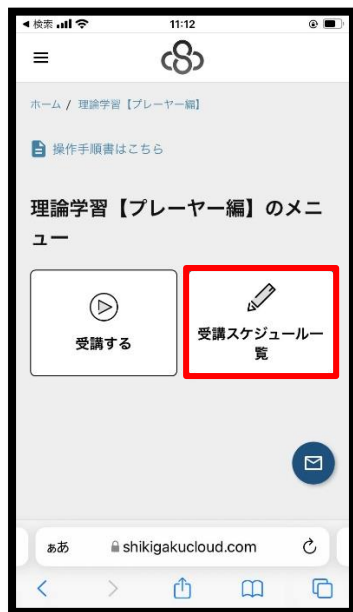 検索
11:12
ホーム / 理論学習【プレーヤー編】
操作手順書はこちら
理論学習【プレーヤー編】のメニ
ュー
受講する
受講スケジュール一
覧
ああ
shikigakucloud.com